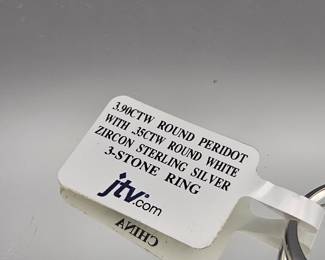 3.90CTW ROUND PERIDOT
WITH .35CTW ROUND WHITE
ZIRCON STERLING SILVER
3-STONE RING
jtv.com
CHINA